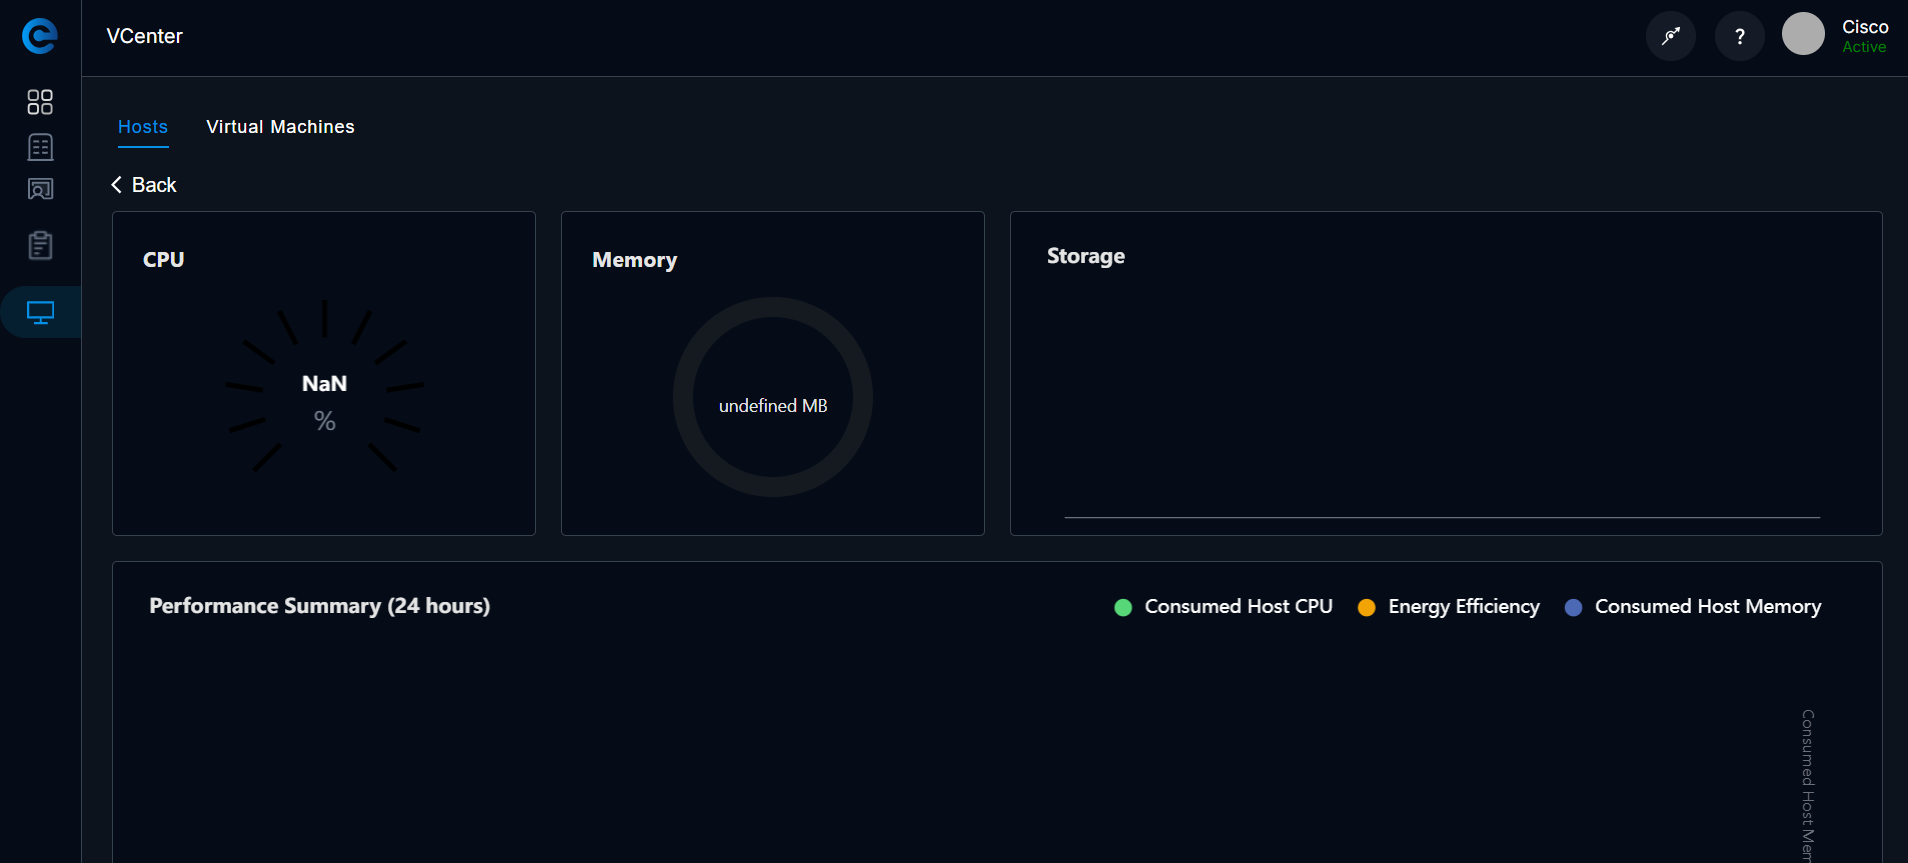 VCenter
?
Cisco
Active
Hosts
Virtual Machines
Back
CPU
NaN
%
Memory
undefined MB
Storage
Performance Summary (24 hours)
Consumed Host CPU
Energy Efficiency
Consumed Host Memory
Consumed Host Mem